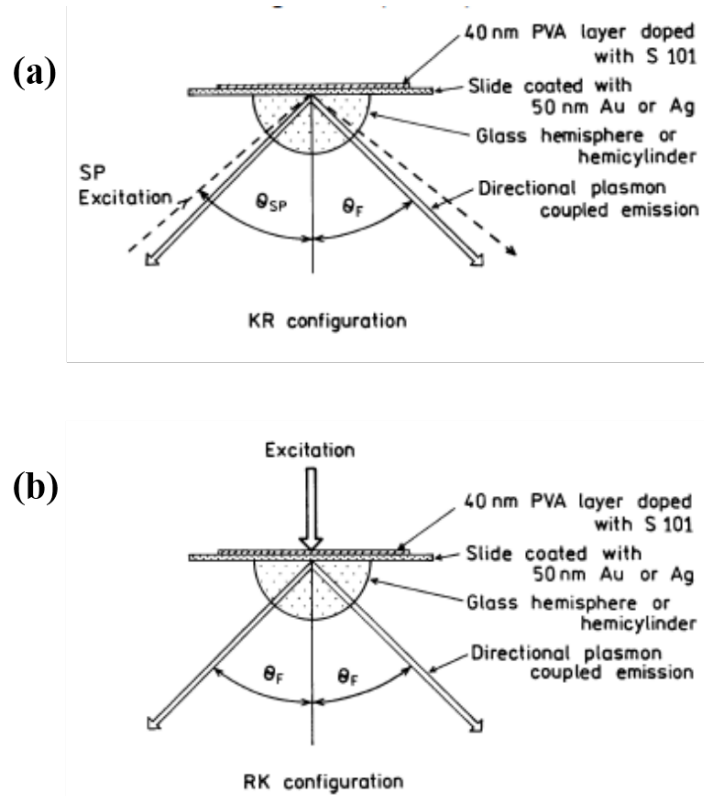 (a)
40 nm PVA layer doped
with S 101
Slide coated with
50 nm Au or Ag
Glass hemisphere or
hemicylinder
SP
Excitation
Directional plasmon
coupled emission
θSP
θF
KR configuration
(b)
Excitation
40 nm PVA layer doped
with S 101
Slide coated with
50 nm Au or Ag
Glass hemisphere or
hemicylinder
Directional plasmon
coupled emission
θF
θF
RK configuration